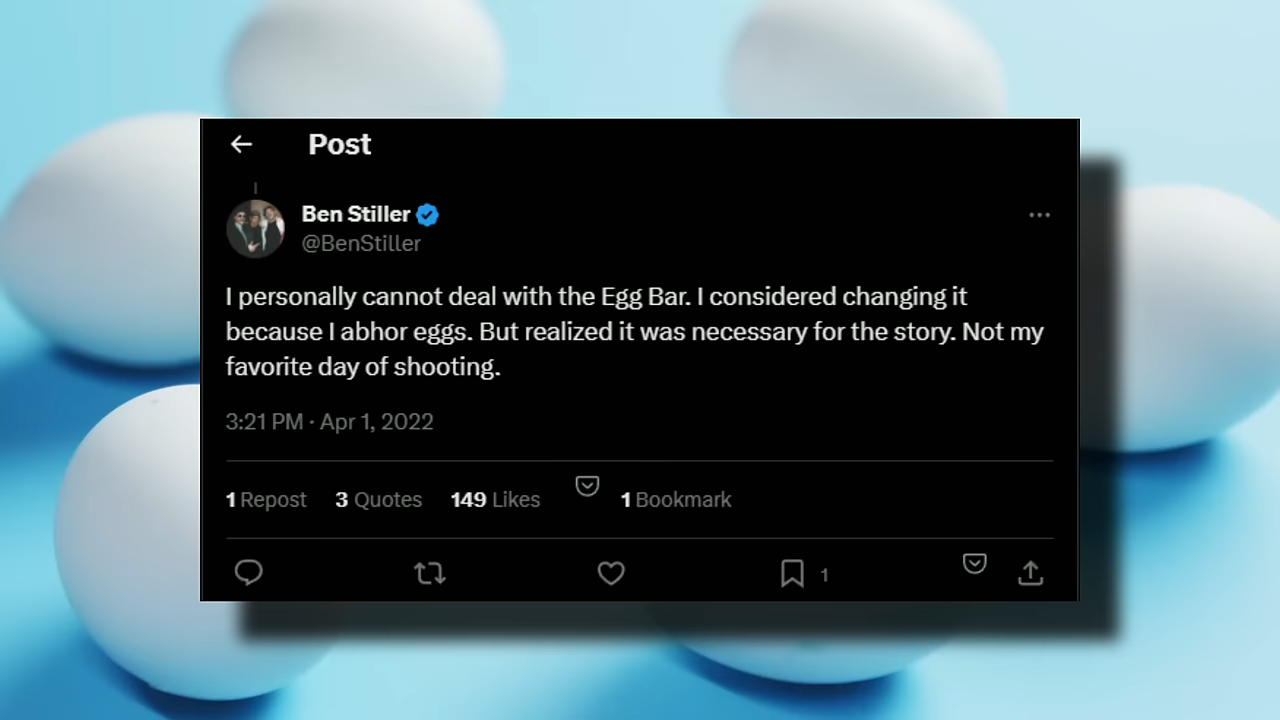 Post
Ben Stiller
@BenStiller
I personally cannot deal with the Egg Bar. I considered changing it
because I abhor eggs. But realized it was necessary for the story. Not my
favorite day of shooting.
3:21 PM · Apr 1, 2022
1 Repost 3 Quotes 149 Likes 1 Bookmark
1